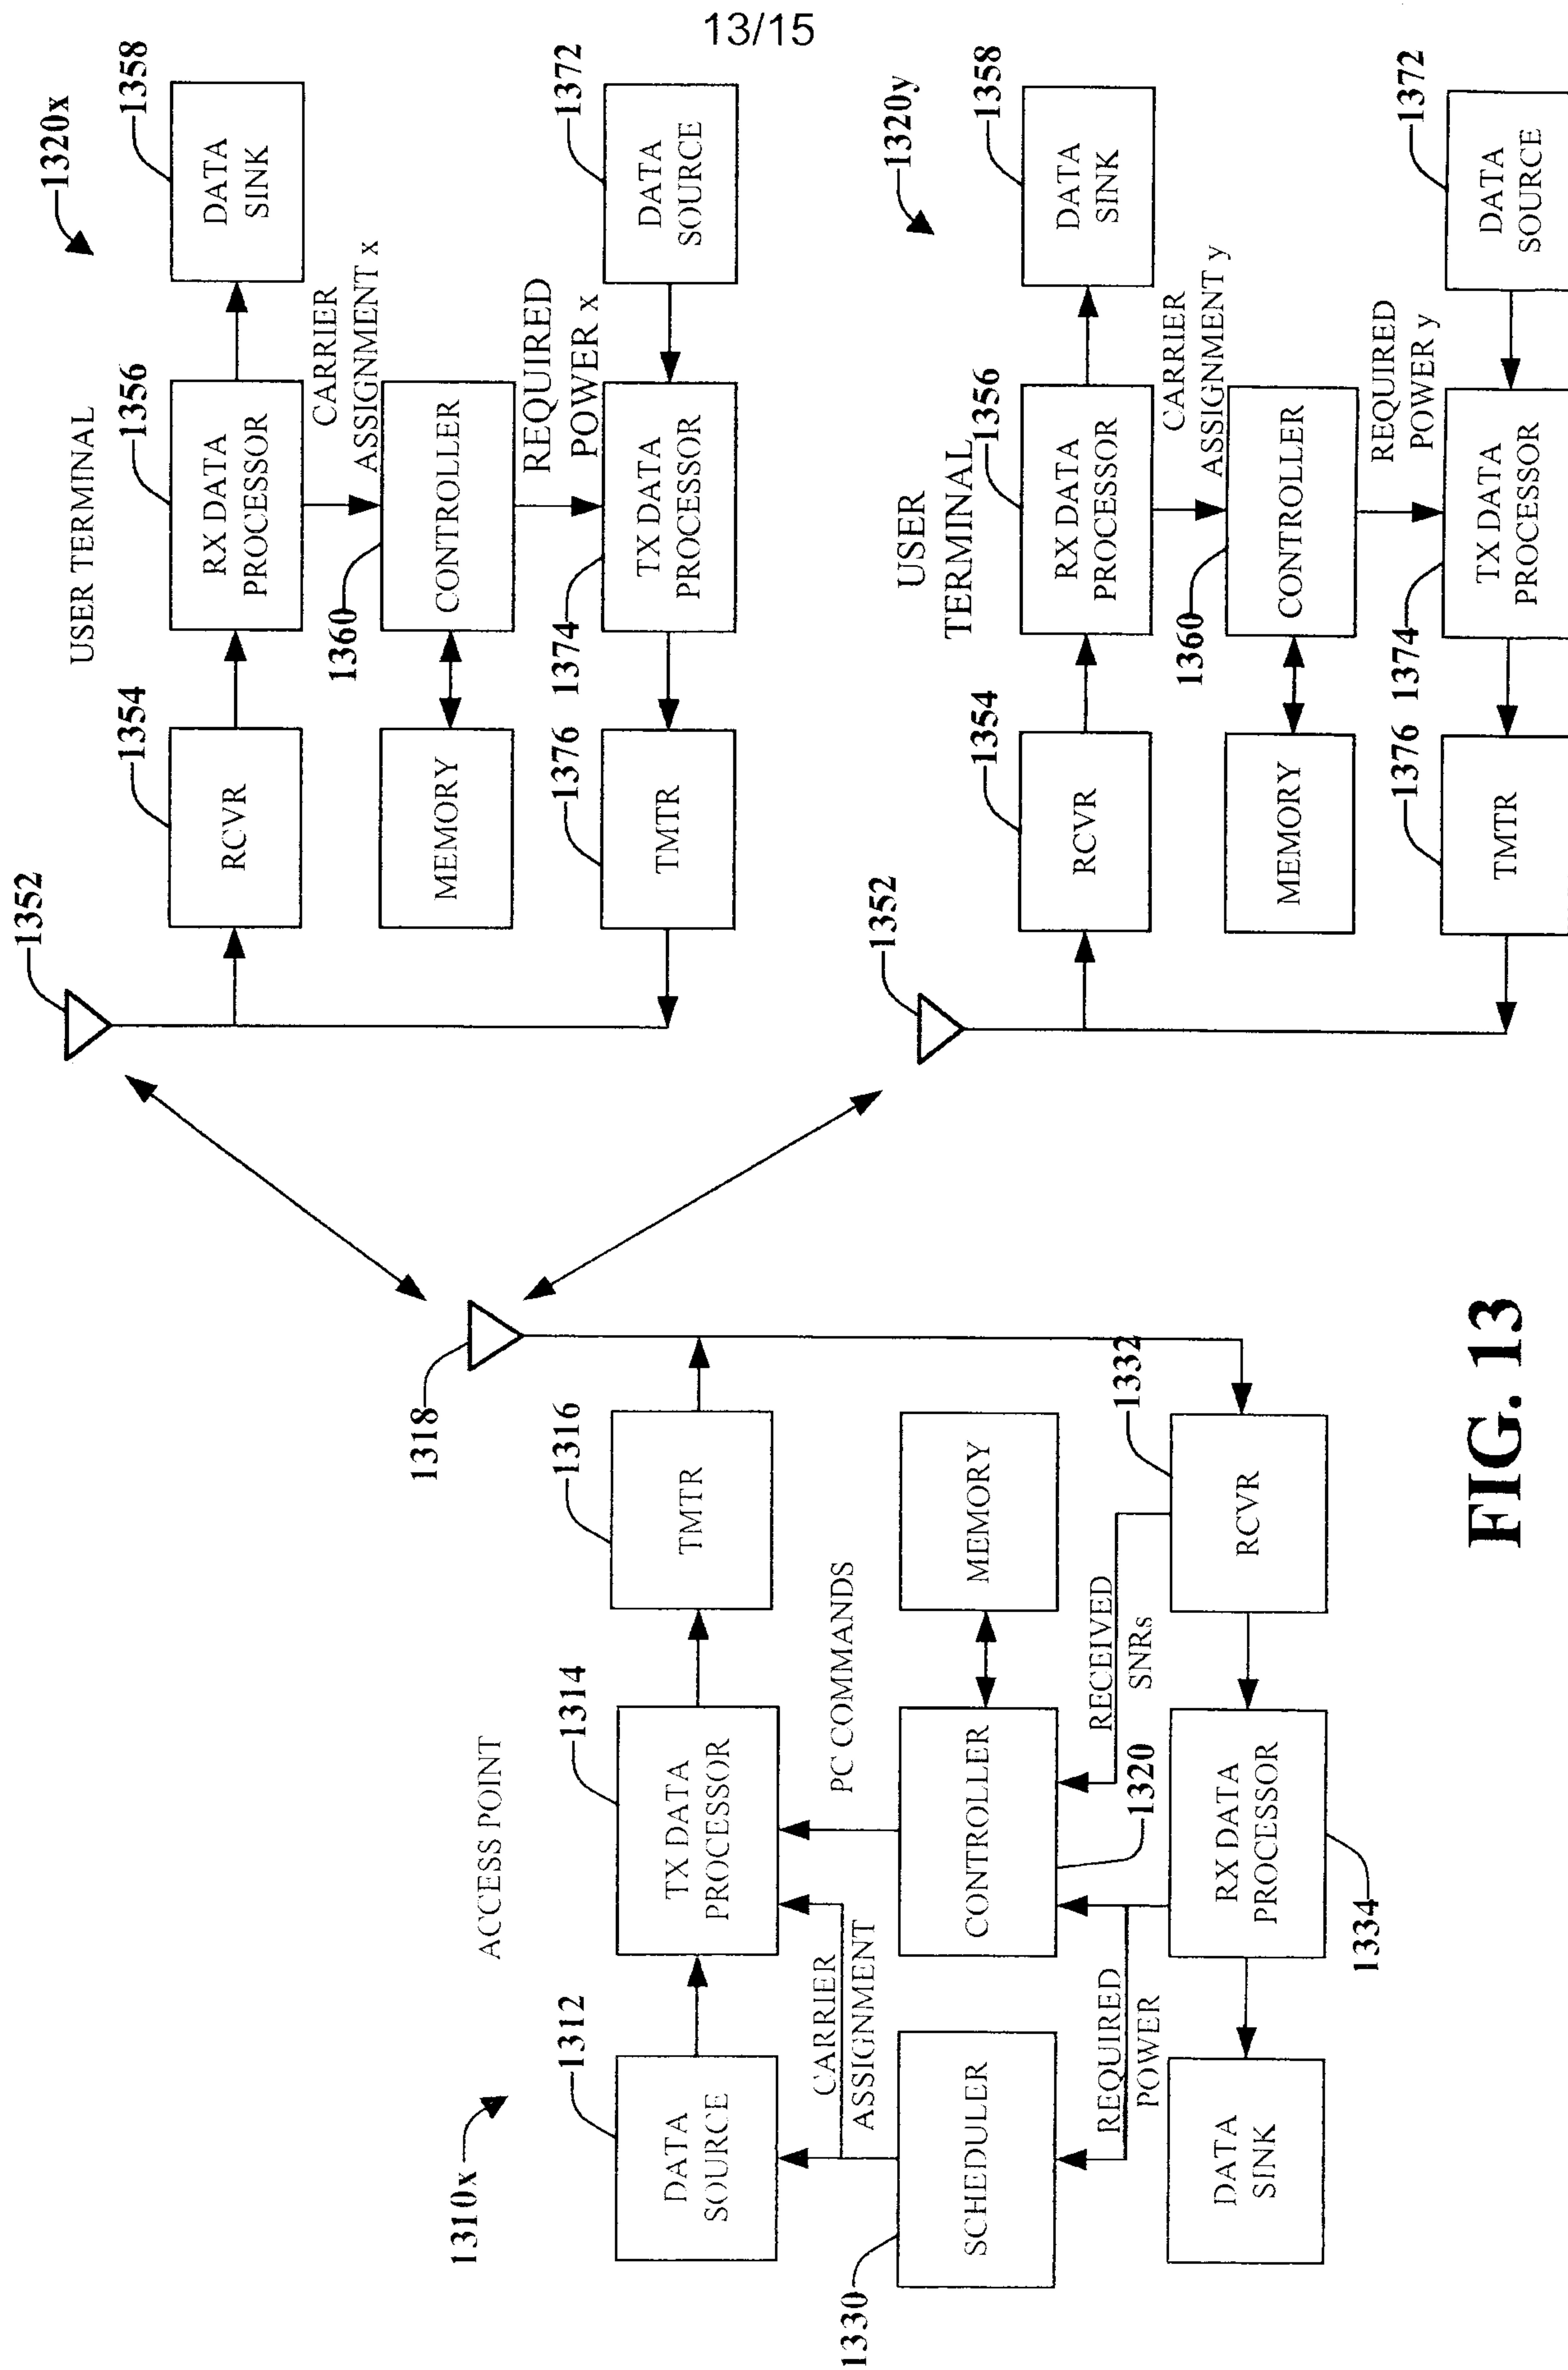 13/15
1310x
ACCESS POINT
1312
DATA
SOURCE
1314
TX DATA
PROCESSOR
1316
TMTR
1318
CARRIER
ASSIGNMENT
PC COMMANDS
1330
SCHEDULER
CONTROLLER
MEMORY
1320
REQUIRED
POWER
RECEIVED
SNRs
1332
DATA
SINK
RX DATA
PROCESSOR
RCVR
1334
1352
USER TERMINAL
1320x
1354
RCVR
1356
RX DATA
PROCESSOR
1358
DATA
SINK
CARRIER
ASSIGNMENT x
1360
MEMORY
CONTROLLER
REQUIRED
POWER x
1376
1374
1372
TMTR
TX DATA
PROCESSOR
DATA
SOURCE
1352
USER
TERMINAL
1320y
1354
RCVR
1356
RX DATA
PROCESSOR
1358
DATA
SINK
CARRIER
ASSIGNMENT y
1360
MEMORY
CONTROLLER
REQUIRED
POWER y
1376
1374
1372
TMTR
TX DATA
PROCESSOR
DATA
SOURCE
FIG. 13